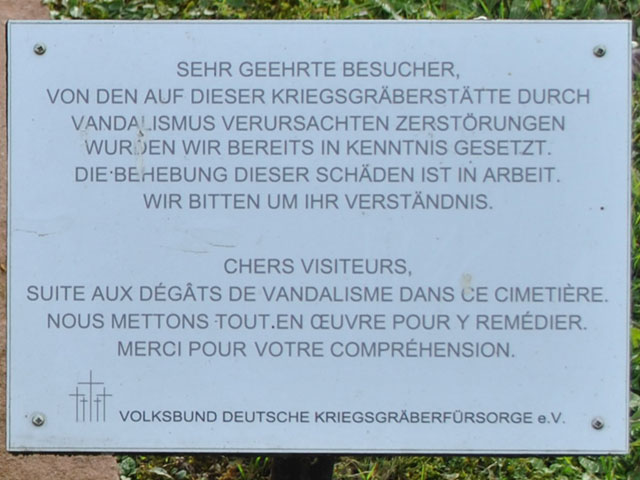 SEHR GEEHRTE BESUCHER,
VON DEN AUF DIESER KRIEGSGRÄBERSTÄTTE DURCH
VANDALISMUS VERURSACHTEN ZERSTÖRUNGEN
WURDEN WIR BEREITS IN KENNTNIS GESETZT.
DIE BEHEBUNG DIESER SCHÄDEN IST IN ARBEIT.
WIR BITTEN UM IHR VERSTÄNDNIS.
CHERS VISITEURS,
SUITE AUX DÉGÂTS DE VANDALISME DANS CE CIMETIÈRE.
NOUS METTONS TOUT EN ŒUVRE POUR Y REMÉDIER.
MERCI POUR VOTRE COMPRÉHENSION.
VOLKSBUND DEUTSCHE KRIEGSGRÄBERFÜRSORGE e.V.